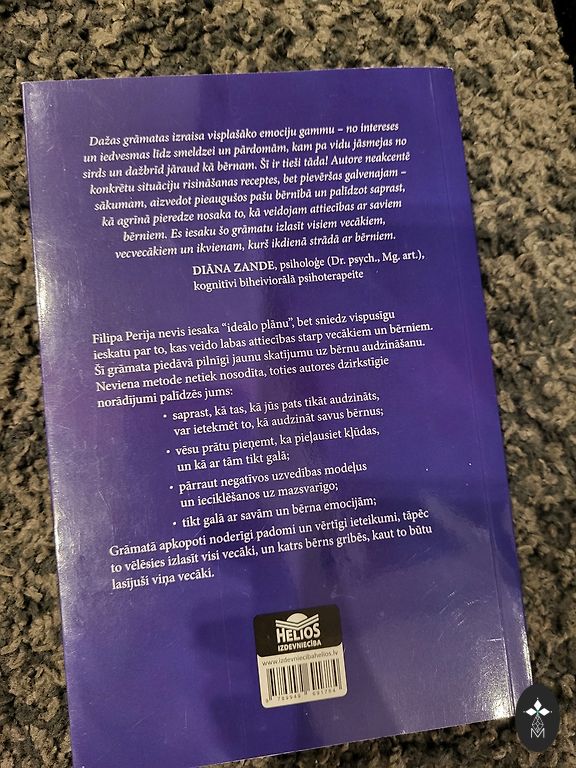 Dažas grāmatas izraisa visplašāko emociju gammu – no intereses
un iedvesmas līdz smeldzei un pārdomām, kam pa vidu jāsmejas no
sirds un dažbrīd jāraud kā bērnam. Šī ir tieši tāda! Autore neakcentē
konkrētu situāciju risināšanas receptes, bet pievēršas galvenajam –
sākumam, aizvedot pieaugušos pašu bērnībā un palīdzot saprast,
kā agrīnā pieredze nosaka to, kā veidojam attiecības ar saviem
bērniem. Es iesaku šo grāmatu izlasīt visiem vecākiem,
vecvecākiem un ikvienam, kurš ikdienā strādā ar bērniem.
DIĀNA ZANDE, psiholoģe (Dr. psych., Mg. art.),
kognitīvi biheiviorālā psihoterapeite
Filipa Perija nevis iesaka “ideālo plānu”, bet sniedz vispusīgu
ieskatu par to, kas veido labas attiecības starp vecākiem un bērniem.
Šī grāmata piedāvā pilnīgi jaunu skatījumu uz bērnu audzināšanu.
Neviena metode netiek nosodīta, toties autores dzirkstīgie
norādījumi palīdzēs jums:
• saprast, kā tas, kā jūs pats tikāt audzināts,
var ietekmēt to, kā audzināt savus bērnus;
• vēsu prātu pieņemt, ka pieļausiet kļūdas,
un kā ar tām tikt galā;
• pārraut negatīvos uzvedības modeļus
un ieciklēšanos uz mazsvarīgo;
• tikt galā ar savām un bērna emocijām;
Grāmatā apkopoti noderīgi padomi un vērtīgi ieteikumi, tāpēc
to vēlēsies izlasīt visi vecāki, un katrs bērns gribēs, kaut to būtu
lasījuši viņa vecāki.
HELIOS
IZDEVNIECĪBA
www.izdevniecibahelios.lv